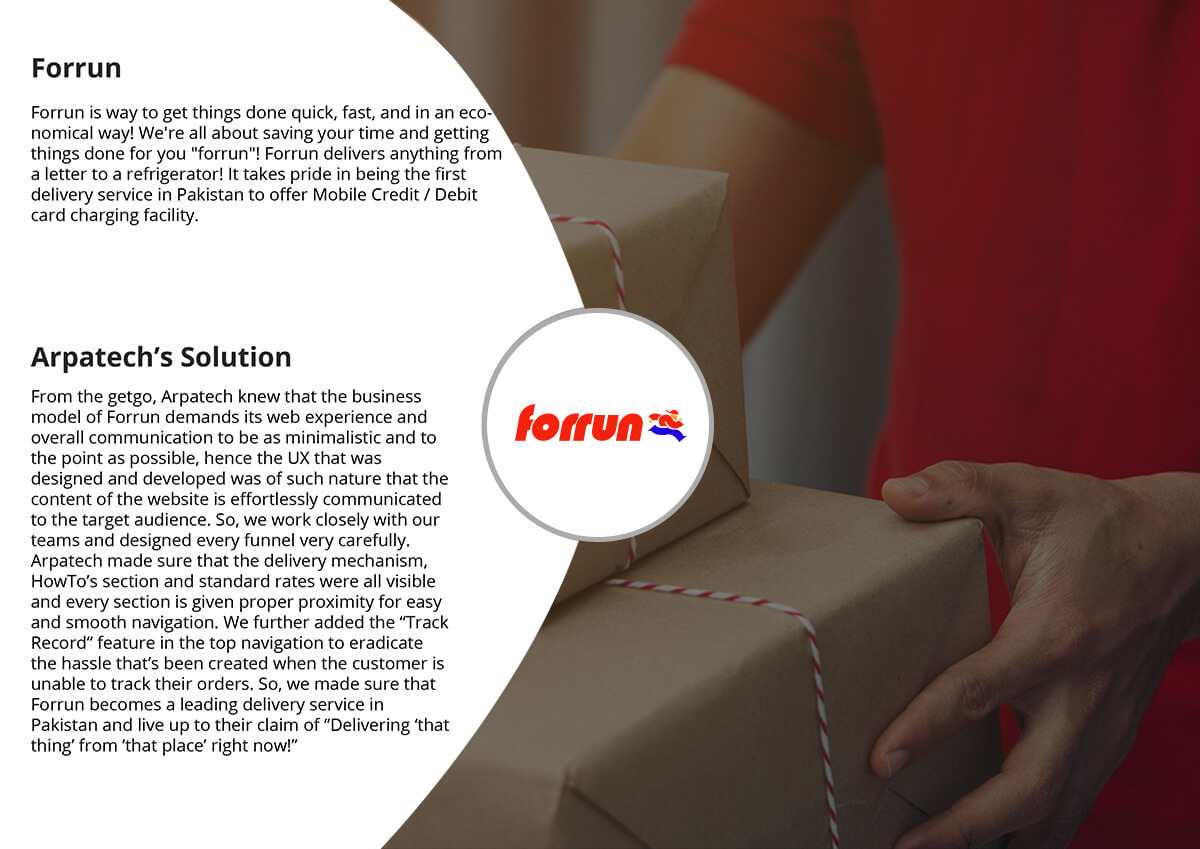 Forrun
Forrun is way to get things done quick, fast, and in an eco-
nomical way! We're all about saving your time and getting
things done for you "forrun"! Forrun delivers anything from
a letter to a refrigerator! It takes pride in being the first
delivery service in Pakistan to offer Mobile Credit / Debit
card charging facility.
Arpatech’s Solution
From the getgo, Arpatech knew that the business
model of Forrun demands its web experience and
overall communication to be as minimalistic and to
the point as possible, hence the UX that was
designed and developed was of such nature that the
content of the website is effortlessly communicated
to the target audience. So, we work closely with our
teams and designed every funnel very carefully.
Arpatech made sure that the delivery mechanism,
HowTo’s section and standard rates were all visible
and every section is given proper proximity for easy
and smooth navigation. We further added the “Track
Record” feature in the top navigation to eradicate
the hassle that’s been created when the customer is
unable to track their orders. So, we made sure that
Forrun becomes a leading delivery service in
Pakistan and live up to their claim of “Delivering ‘that
thing’ from ‘that place’ right now!”
forrun